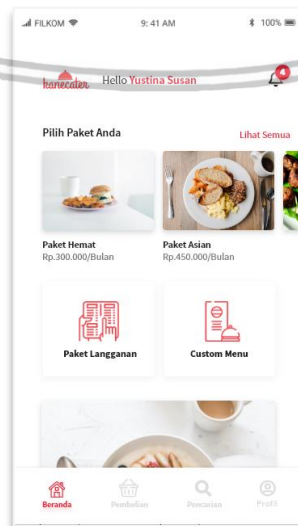 FILKOM 9: 41 AM 100%
kanecater Hello Yustina Susan
4
Pilih Paket Anda
Lihat Semua
Paket Hemat
Rp.300.000/Bulan
Paket Asian
Rp.450.000/Bulan
Paket Langganan
Custom Menu
Beranda
Pembelian
Pencarian
Profil